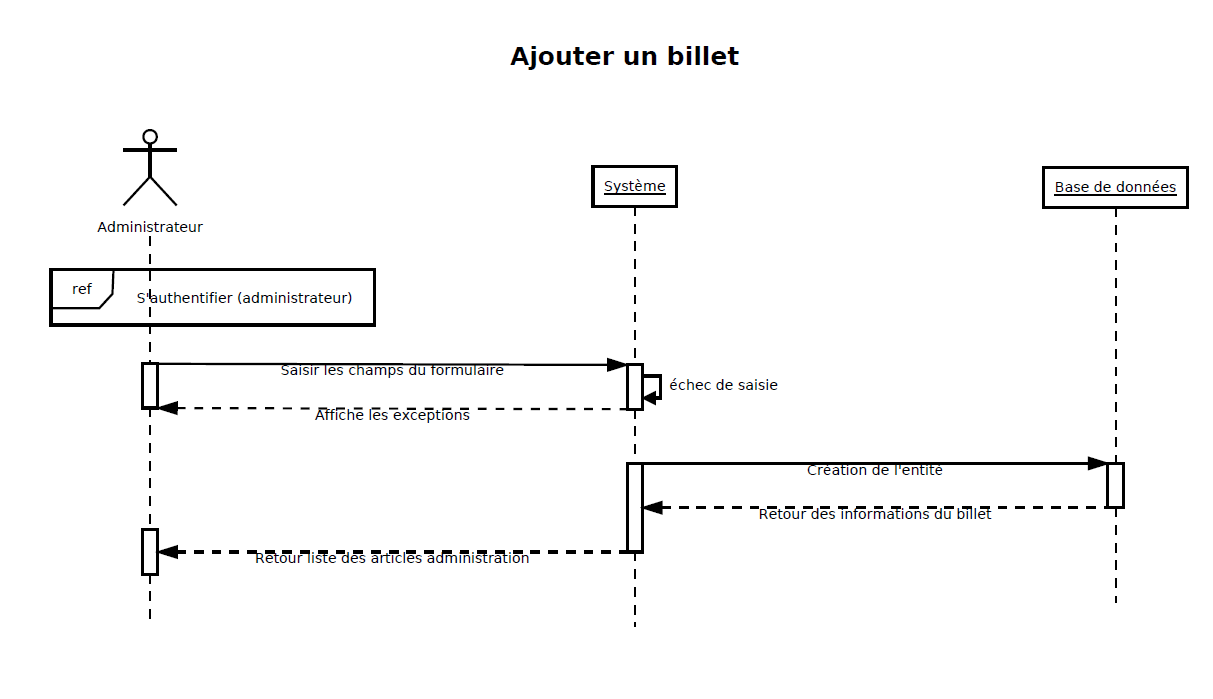 Ajouter un billet
Administrateur
Système
Base de données
ref
S'authentifier (administrateur)
Saisir les champs du formulaire
échec de saisie
Affiche les exceptions
Création de l'entité
Retour des informations du billet
Retour liste des articles administration